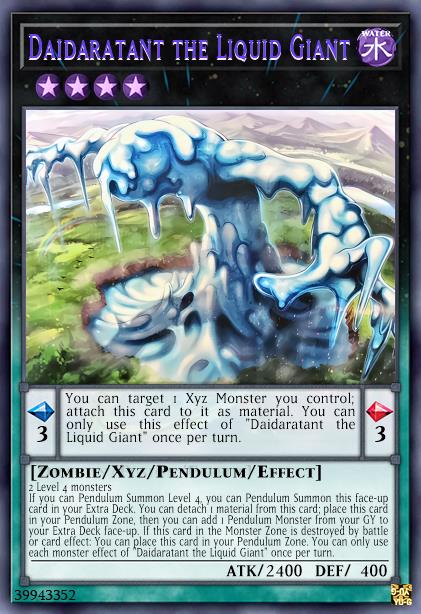 Daidaratant the Liquid Giant
WATER
水
You can target 1 Xyz Monster you control;
attach this card to it as material. You can
only use this effect of "Daidaratant the
Liquid Giant" once per turn.
3
3
[Zombie/Xyz/Pendulum/Effect]
2 Level 4 monsters
If you can Pendulum Summon Level 4, you can Pendulum Summon this face-up
card in your Extra Deck. You can detach 1 material from this card; place this card
in your Pendulum Zone, then you can add 1 Pendulum Monster from your GY to
your Extra Deck face-up. If this card in the Monster Zone is destroyed by battle
or card effect: You can place this card in your Pendulum Zone. You can only use
each monster effect of "Daidaratant the Liquid Giant" once per turn.
ATK/2400 DEF/ 400
39943352